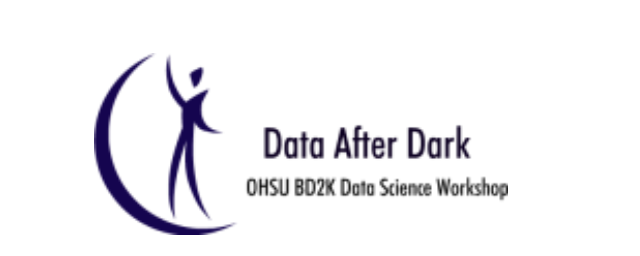 Data After Dark
OHSU BD2K Data Science Workshop